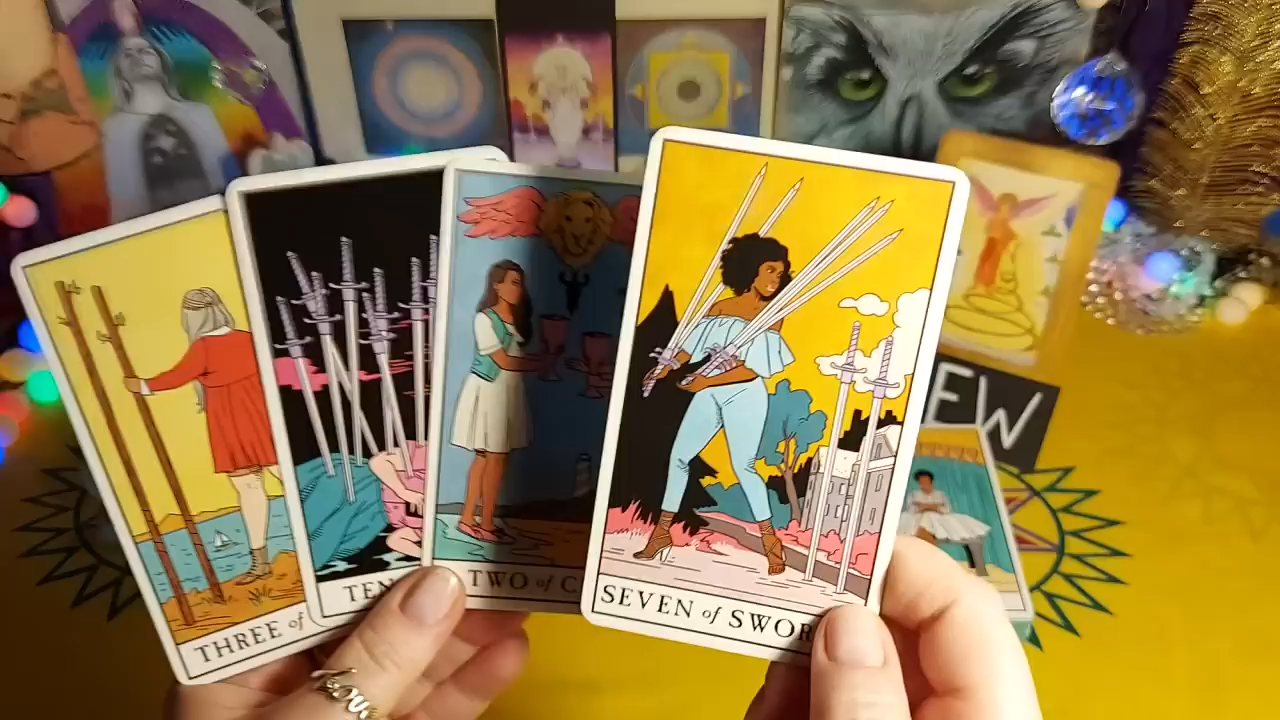 THREE of
TEN
TWO of C
SEVEN of SWOR
EW